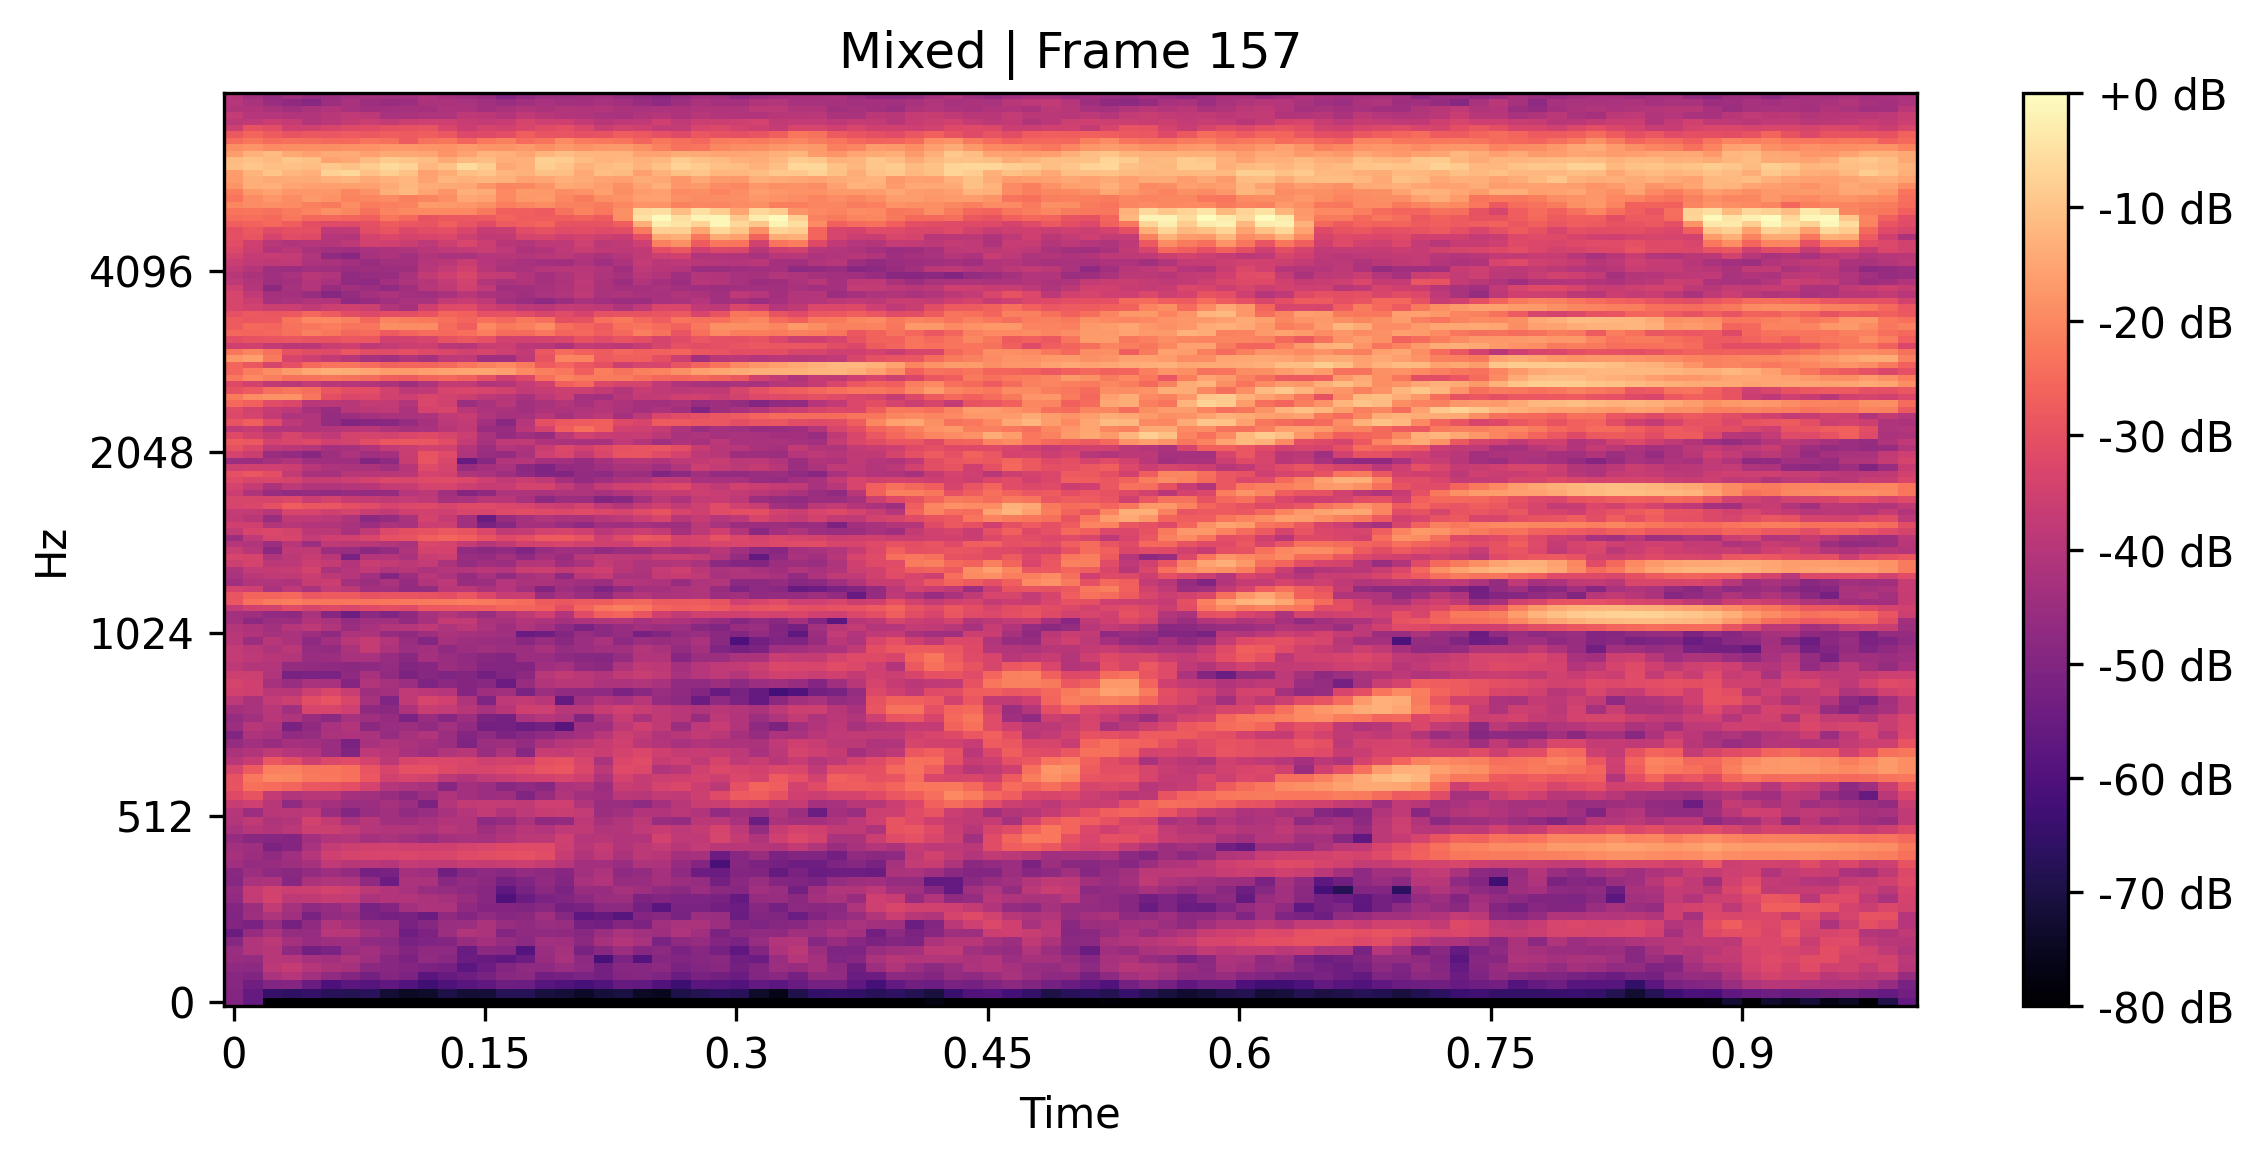 Mixed | Frame 157
+0 dB
-10 dB
-20 dB
-30 dB
-40 dB
-50 dB
-60 dB
-70 dB
-80 dB
4096
2048
1024
512
0
Hz
0 0.15 0.3 0.45 0.6 0.75 0.9
Time